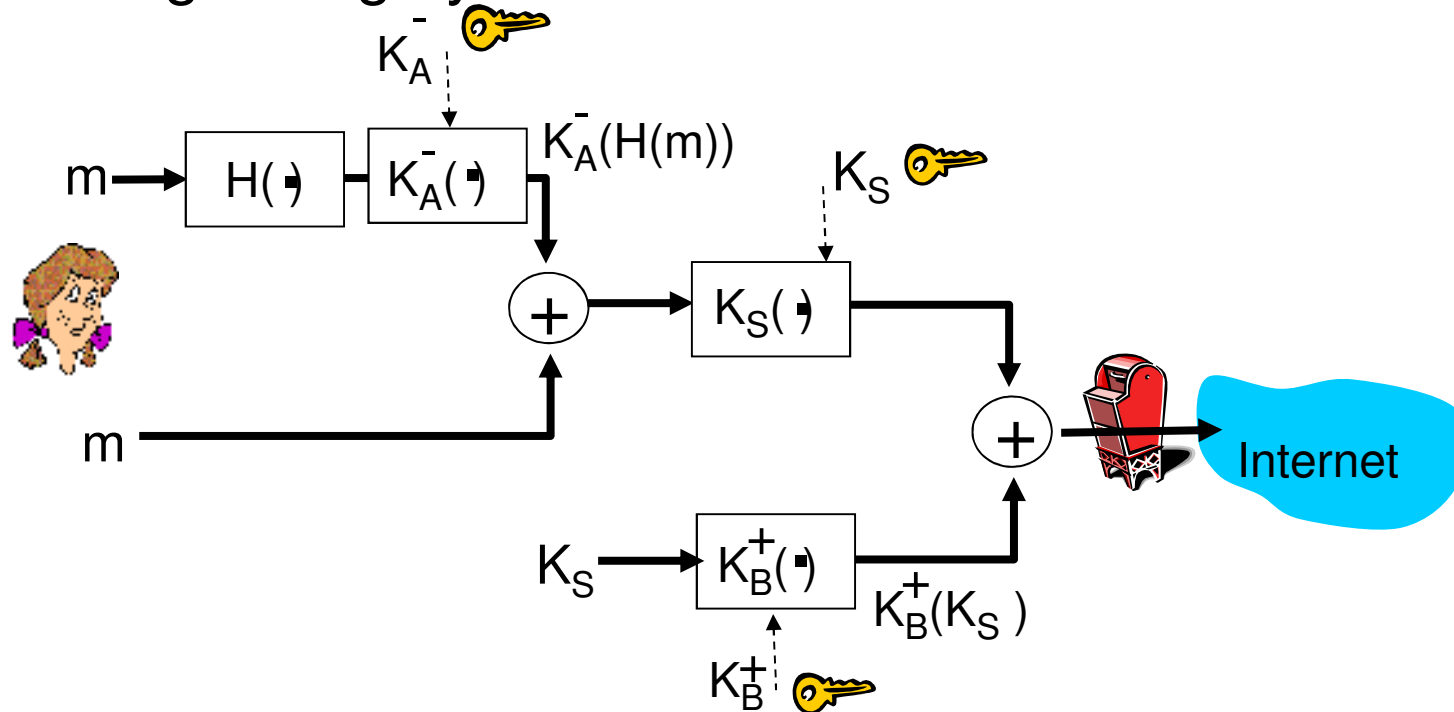 K_A^-
K_A^-(H(m))
m
H(·)
K_A^-(·)
K_S
+
K_S(·)
m
+
Internet
K_S
K_B^+(·)
K_B^+(K_S )
K_B^+